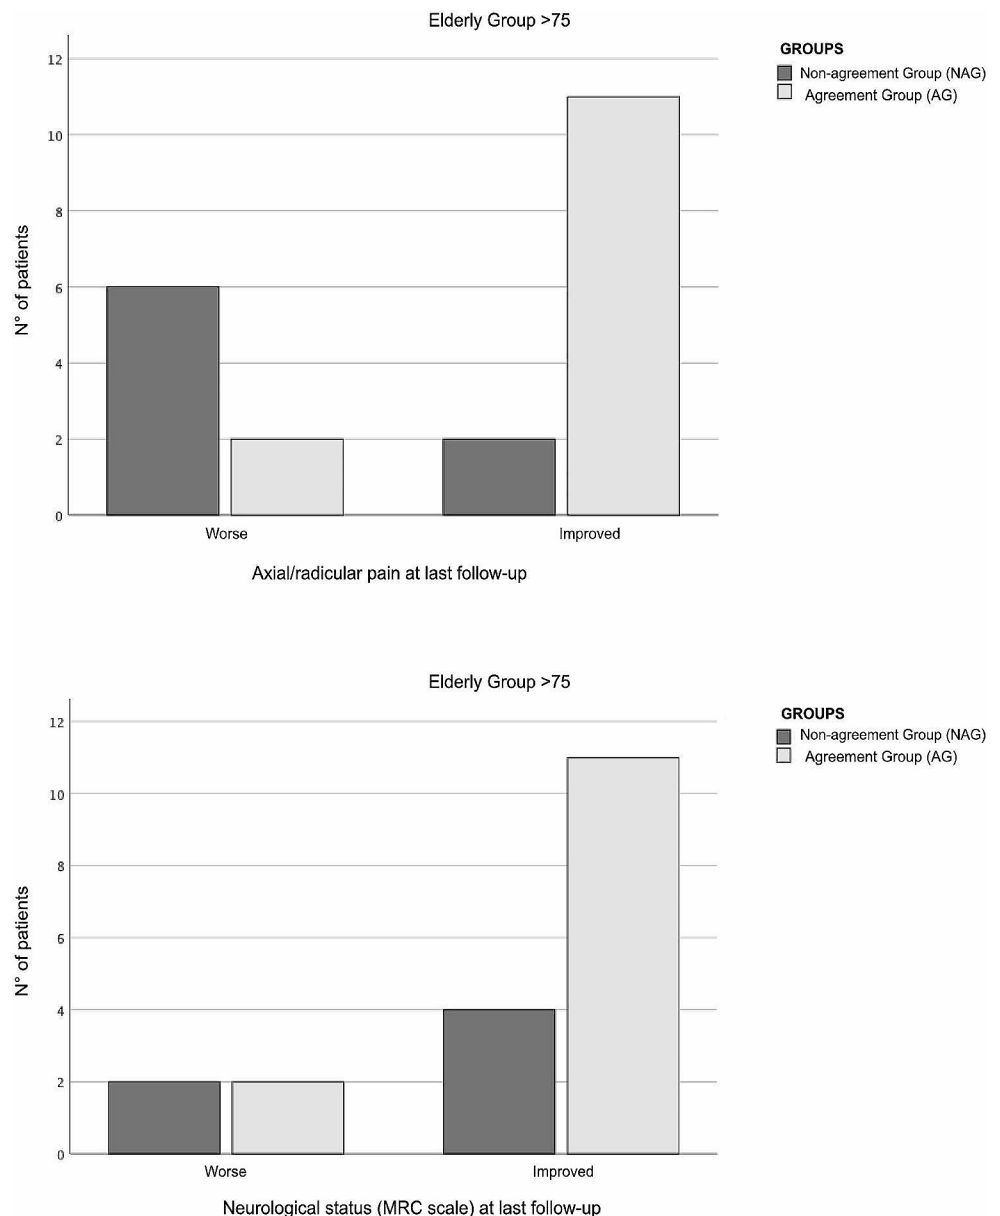 Elderly Group >75
GROUPS
Non-agreement Group (NAG)
Agreement Group (AG)
N° of patients
12
10
8
6
4
2
0
Worse
Improved
Axial/radicular pain at last follow-up
Elderly Group >75
GROUPS
Non-agreement Group (NAG)
Agreement Group (AG)
N° of patients
12
10
8
6
4
2
0
Worse
Improved
Neurological status (MRC scale) at last follow-up